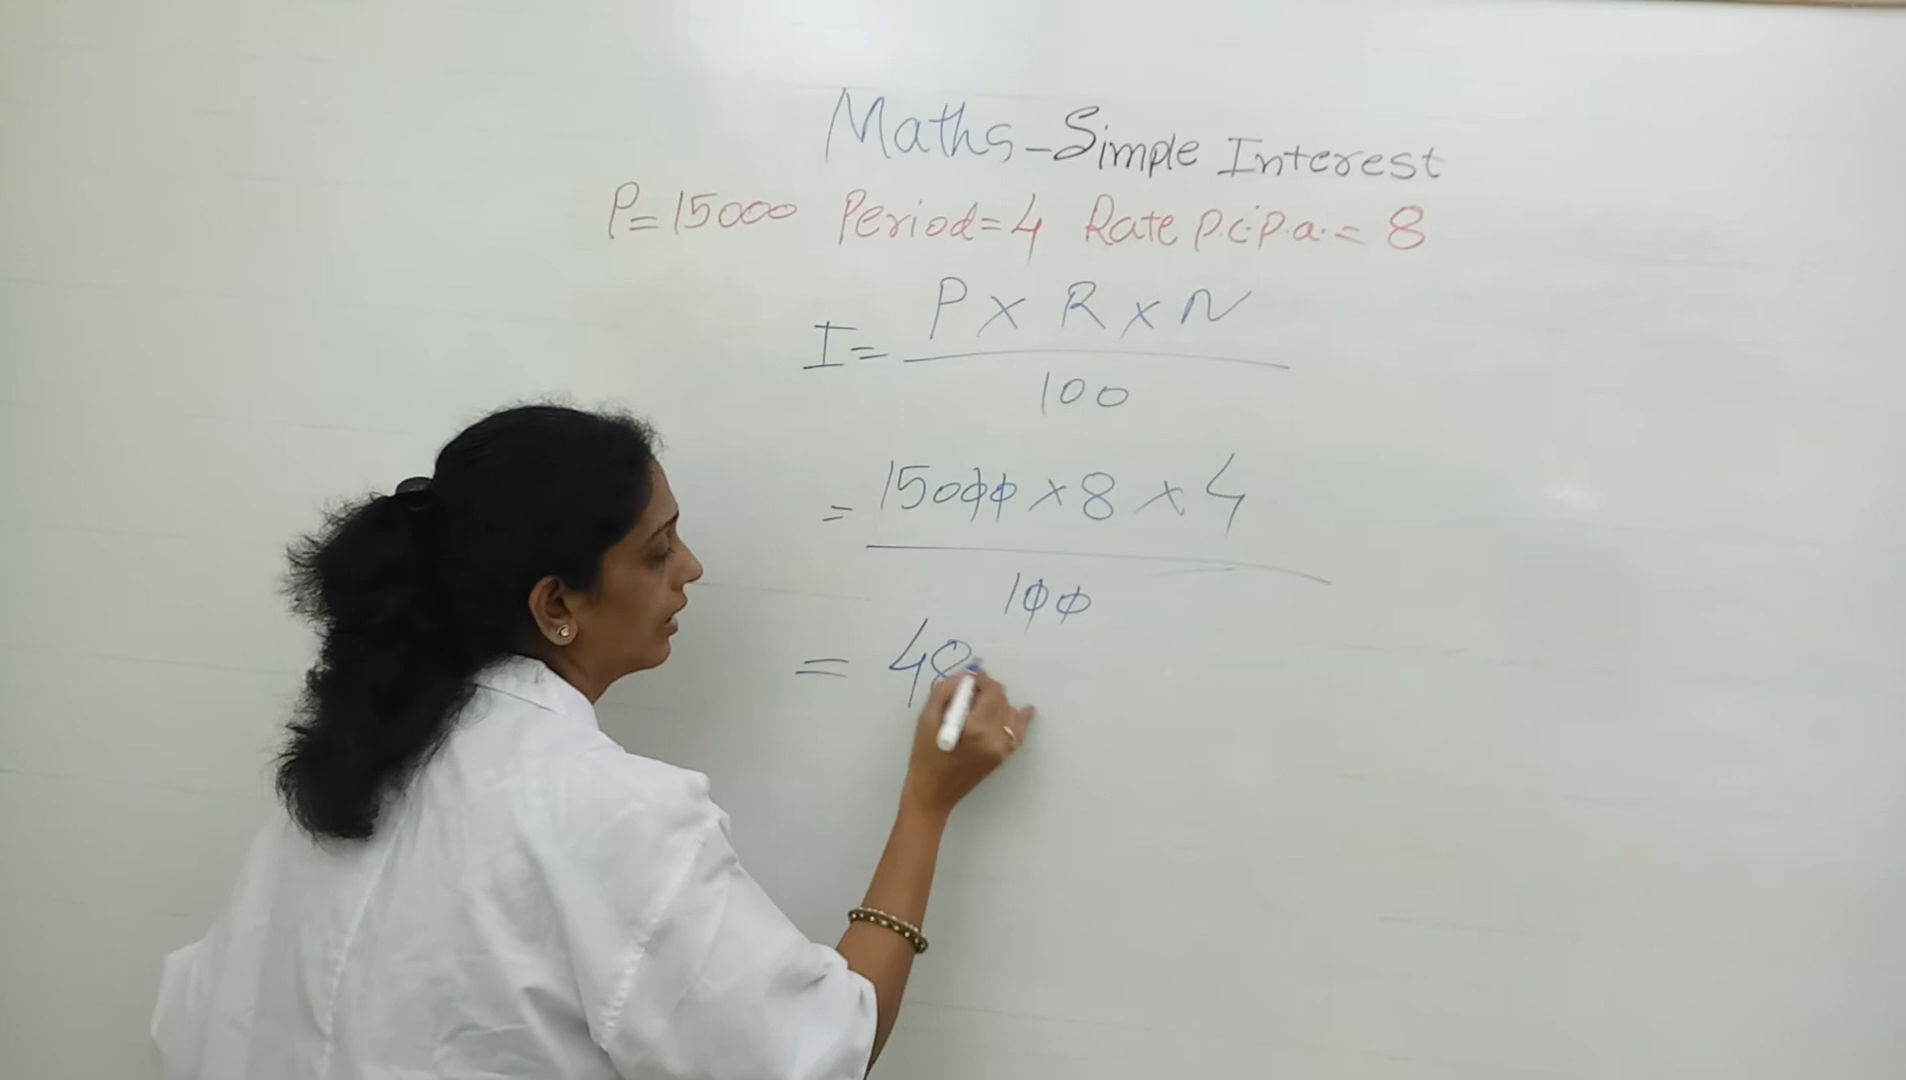 Maths-Simple Interest
P=15000 Period=4 Rate p.c.p.a.=8
I= P x R x N
100
= 15000 x 8 x 4
100
= 48